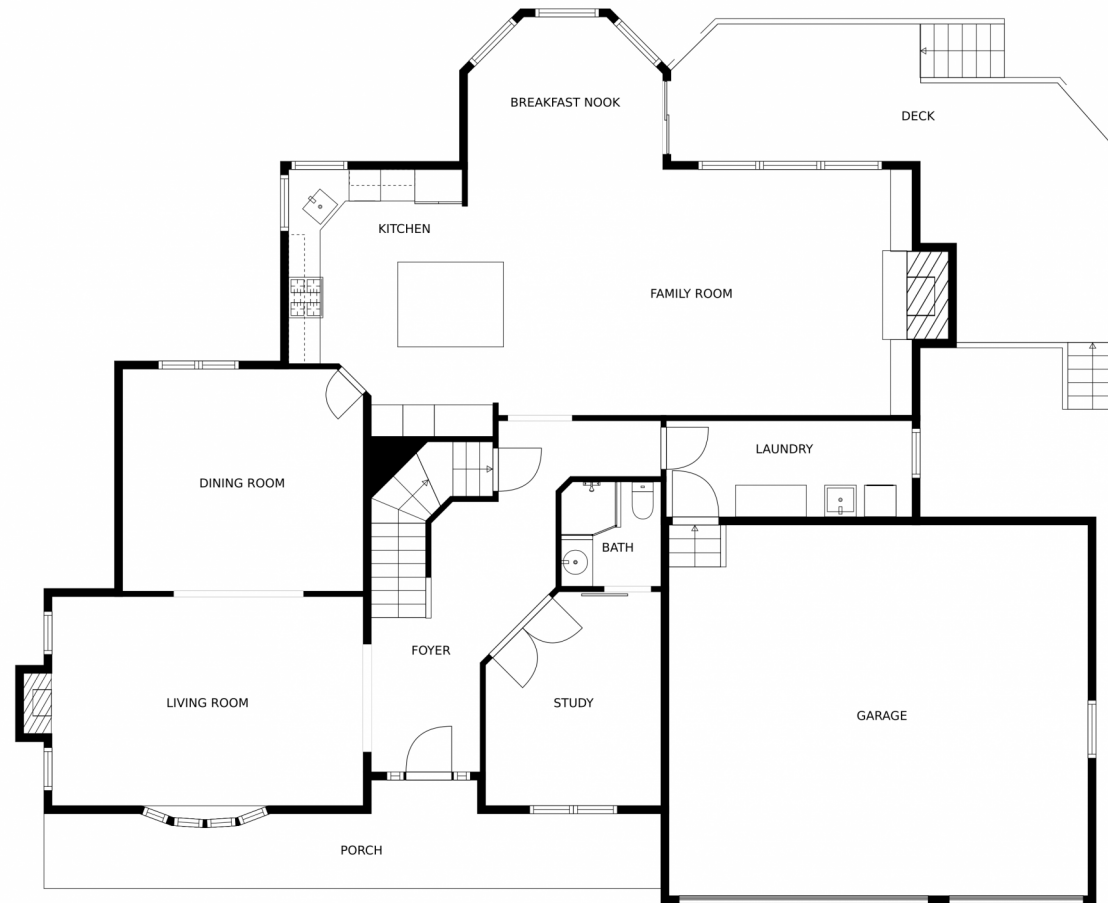 BREAKFAST NOOK
DECK
KITCHEN
FAMILY ROOM
LAUNDRY
DINING ROOM
BATH
FOYER
LIVING ROOM
STUDY
GARAGE
PORCH